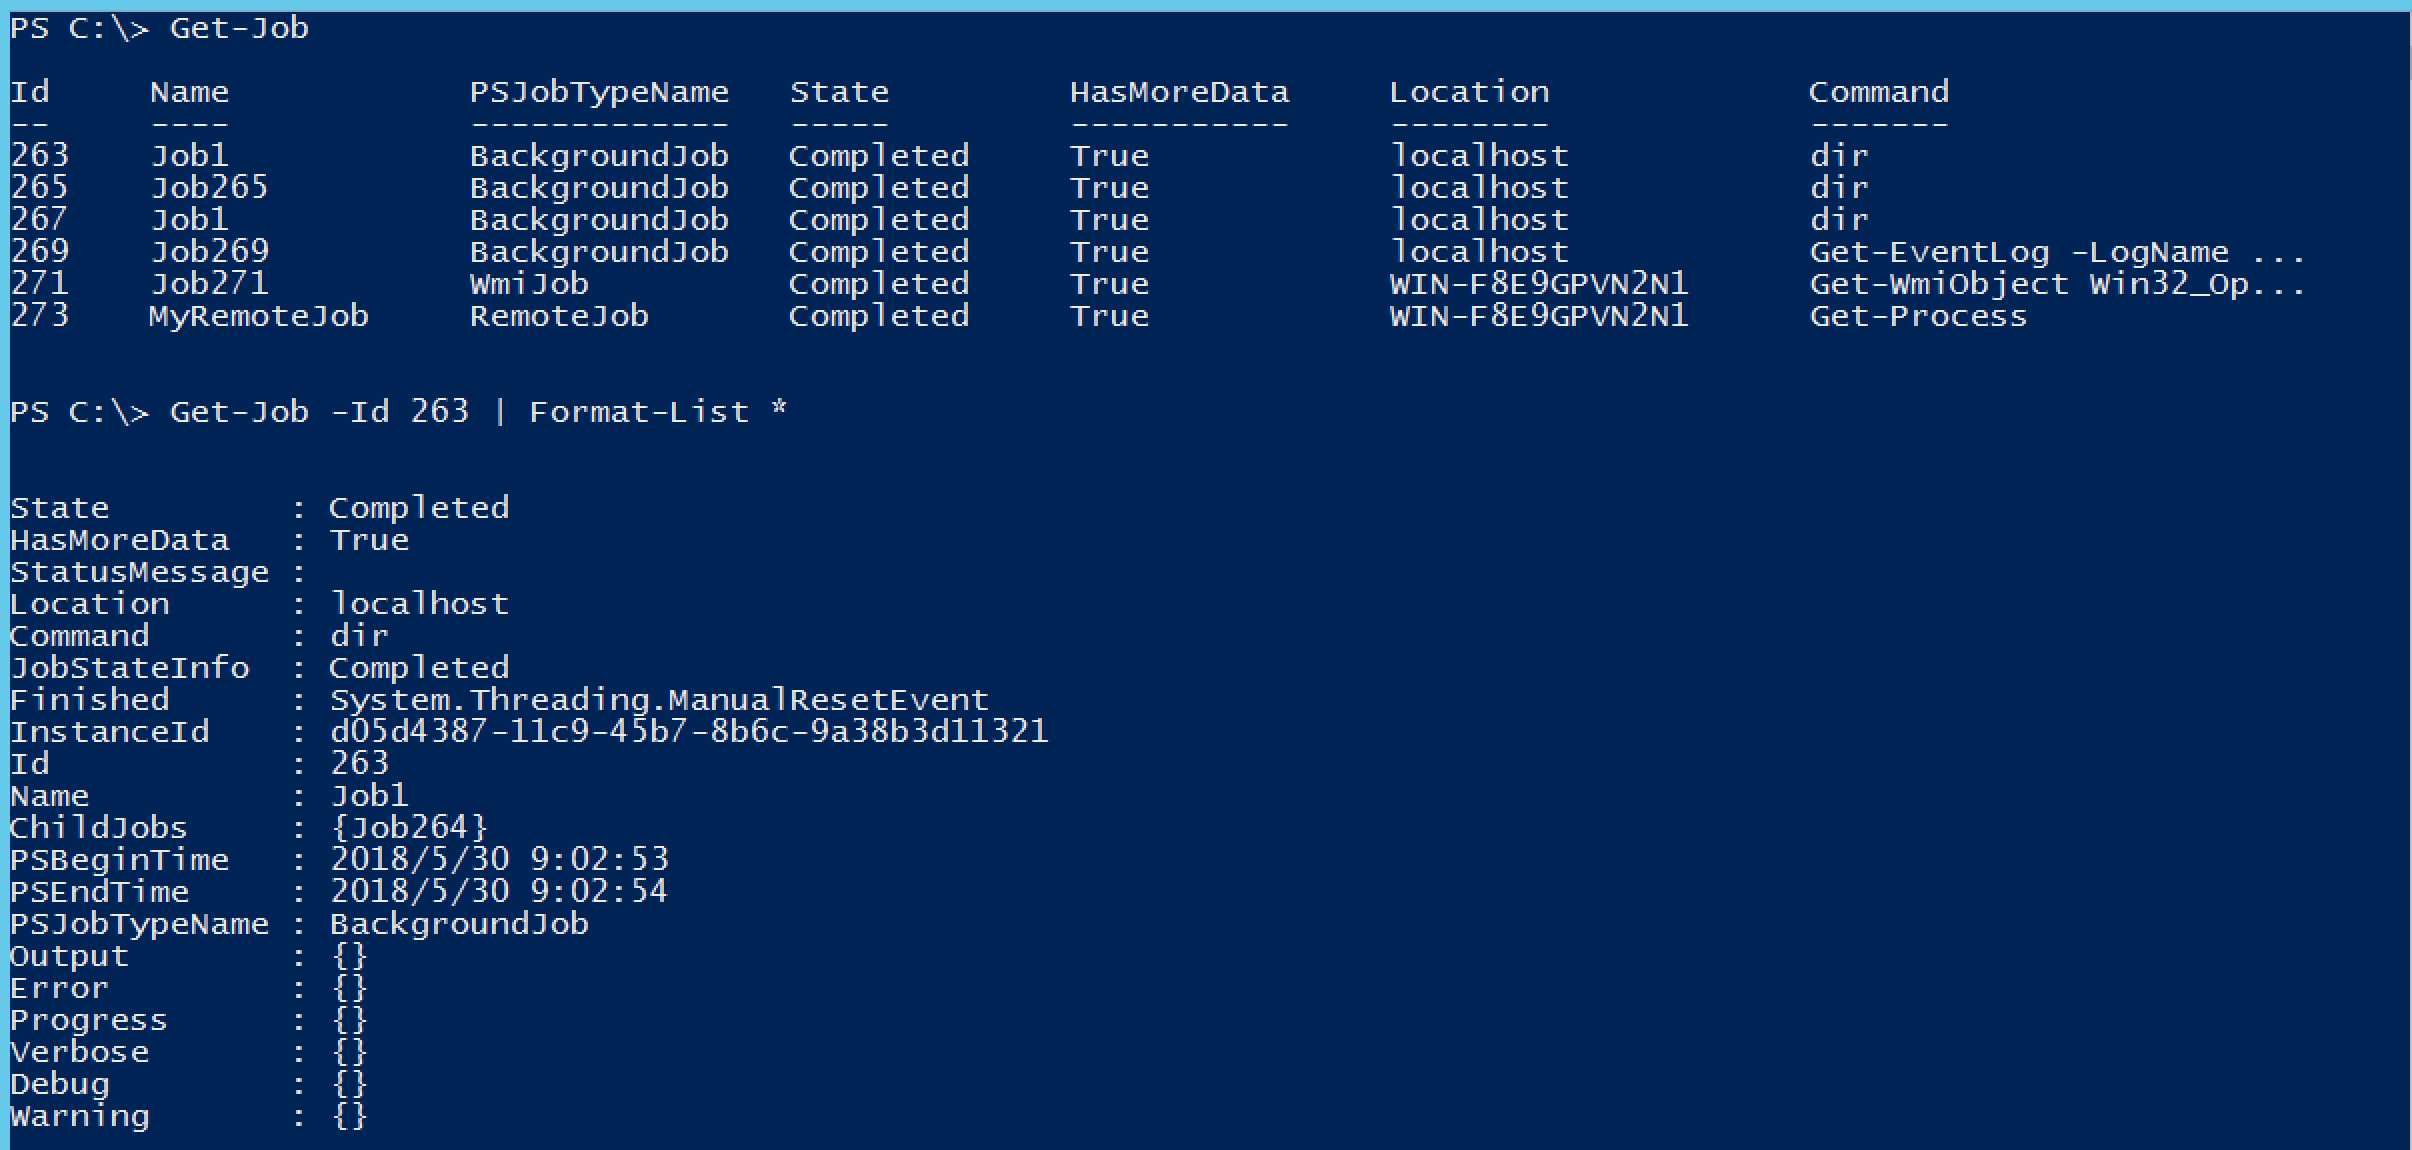 PS C:\> Get-Job
Id     Name            PSJobTypeName   State         HasMoreData     Location             Command
--     ----            -------------   -----         -----------     --------             -------
263    Job1            BackgroundJob   Completed     True            localhost            dir
265    Job265          BackgroundJob   Completed     True            localhost            dir
267    Job1            BackgroundJob   Completed     True            localhost            dir
269    Job269          BackgroundJob   Completed     True            localhost            Get-EventLog -LogName ...
271    Job271          WmiJob          Completed     True            WIN-F8E9GPVN2N1      Get-WmiObject Win32_Op...
273    MyRemoteJob     RemoteJob       Completed     True            WIN-F8E9GPVN2N1      Get-Process
PS C:\> Get-Job -Id 263 | Format-List *
State         : Completed
HasMoreData   : True
StatusMessage :
Location      : localhost
Command       : dir
JobStateInfo  : Completed
Finished      : System.Threading.ManualResetEvent
InstanceId    : d05d4387-11c9-45b7-8b6c-9a38b3d11321
Id            : 263
Name          : Job1
ChildJobs     : {Job264}
PSBeginTime   : 2018/5/30 9:02:53
PSEndTime     : 2018/5/30 9:02:54
PSJobTypeName : BackgroundJob
Output        : {}
Error         : {}
Progress      : {}
Verbose       : {}
Debug         : {}
Warning       : {}